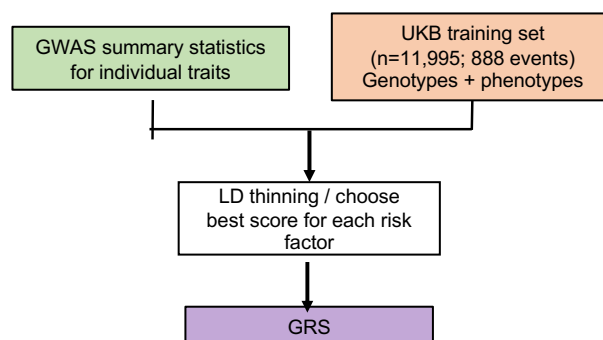 GWAS summary statistics
for individual traits
UKB training set
(n=11,995; 888 events)
Genotypes + phenotypes
LD thinning / choose
best score for each risk
factor
GRS